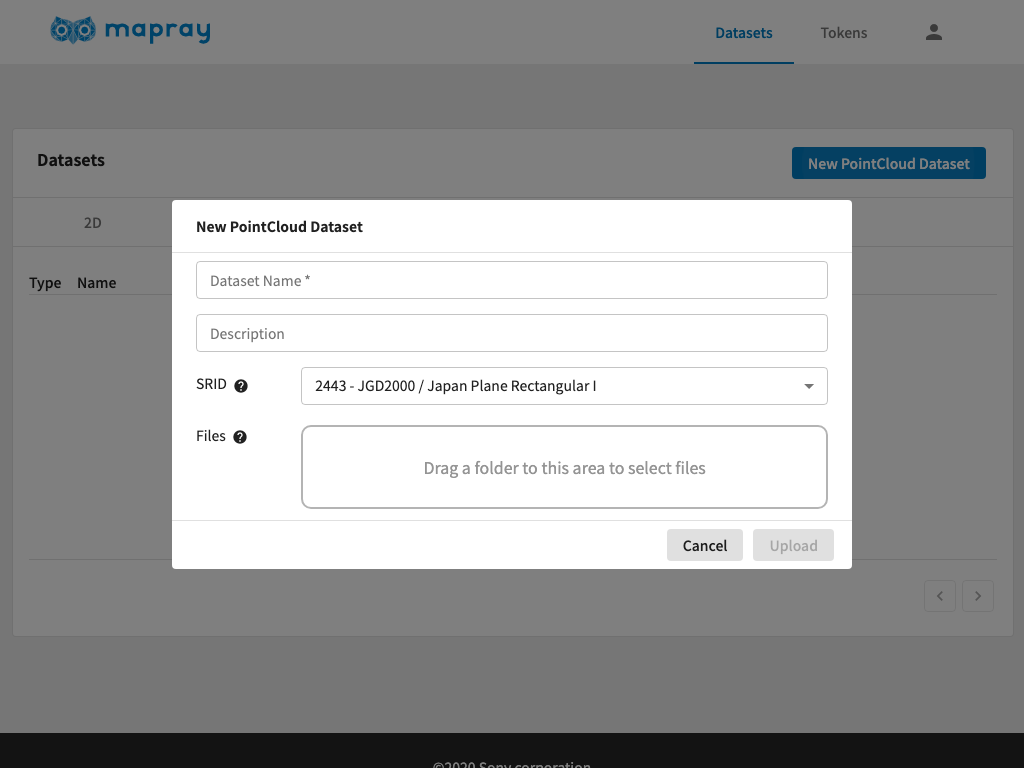 mapray
Datasets
Tokens
Datasets
New PointCloud Dataset
2D
Type
Name
New PointCloud Dataset
Dataset Name *
Description
SRID ?
2443 - JGD2000 / Japan Plane Rectangular I
Files ?
Drag a folder to this area to select files
Cancel
Upload
©2020 Sony corporation